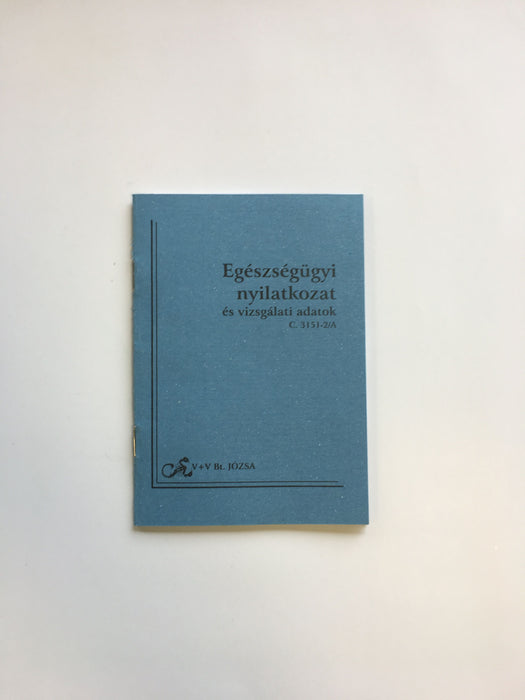 Egészségügyi
nyilatkozat
és vizsgálati adatok
C. 3151-2/A
V+V Bt. JÓZSA